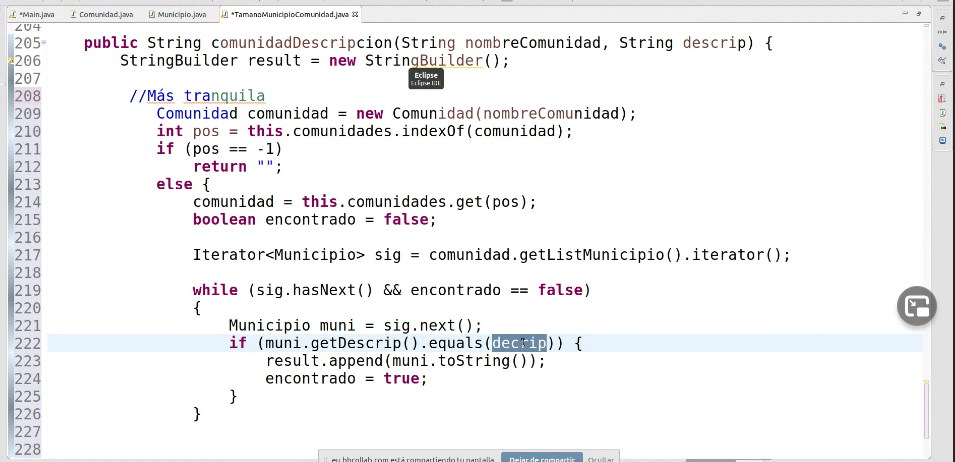 *Main.java Comunidad.java Municipio.java *TamanoMunicipioComunidad.java
204
205 public String comunidadDescripcion(String nombreComunidad, String descrip) {
206 StringBuilder result = new StringBuilder();
Eclipse
Eclipse IDE
207
208 //Más tranquila
209 Comunidad comunidad = new Comunidad(nombreComunidad);
210 int pos = this.comunidades.indexOf(comunidad);
211 if (pos == -1)
212 return "";
213 else {
214 comunidad = this.comunidades.get(pos);
215 boolean encontrado = false;
216
217 Iterator<Municipio> sig = comunidad.getListMunicipio().iterator();
218
219 while (sig.hasNext() && encontrado == false)
220 {
221 Municipio muni = sig.next();
222 if (muni.getDescrip().equals(decrip)) {
223 result.append(muni.toString());
224 encontrado = true;
225 }
226 }
227
228
eu.bbcollab.com está compartiendo tu pantalla. Dejar de compartir Ocultar